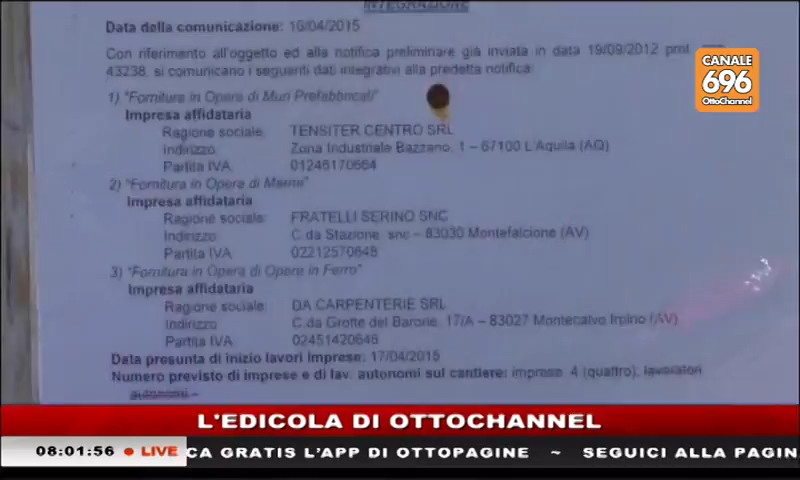 INTEGRAZIONE
Data della comunicazione: 16/04/2015
Con riferimento all'oggetto ed alla notifica preliminare già inviata in data 19/09/2012 prot
43238, si comunicano i seguenti dati integrativi alla predetta notifica:
1) "Fornitura in Opera di Muri Prefabbricati"
Impresa affidataria
Ragione sociale: TENSITER CENTRO SRL
Indirizzo: Zona Industriale Bazzano, 1 – 67100 L'Aquila (AQ)
Partita IVA: 01246170664
2) "Fornitura in Opera di Marmi"
Impresa affidataria
Ragione sociale: FRATELLI SERINO SNC
Indirizzo: C.da Stazione, snc – 83030 Montefalcione (AV)
Partita IVA: 02212570648
3) "Fornitura in Opera di Opere in Ferro"
Impresa affidataria
Ragione sociale: DA CARPENTERIE SRL
Indirizzo: C.da Grotte del Barone, 17/A – 83027 Montecalvo Irpino (AV)
Partita IVA: 02451420646
Data presunta di inizio lavori Imprese: 17/04/2015
Numero previsto di imprese e di lav. autonomi sul cantiere: imprese 4 (quattro), lavoratori
autonomi –
CANALE
696
OttoChannel
L'EDICOLA DI OTTOCHANNEL
08:01:56 LIVE CA GRATIS L'APP DI OTTOPAGINE ~ SEGUICI ALLA PAGINA